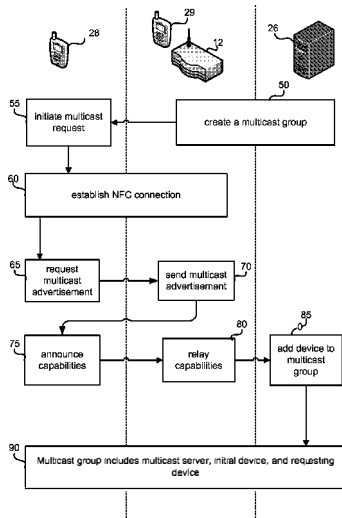 28
29
12
26
50
55
initiate multicast
request
create a multicast group
60
establish NFC connection
65
request
multicast
advertisement
70
send multicast
advertisement
75
announce
capabilities
80
relay
capabilities
85
add device to
multicast
group
90
Multicast group includes multicast server, initial device, and requesting
device